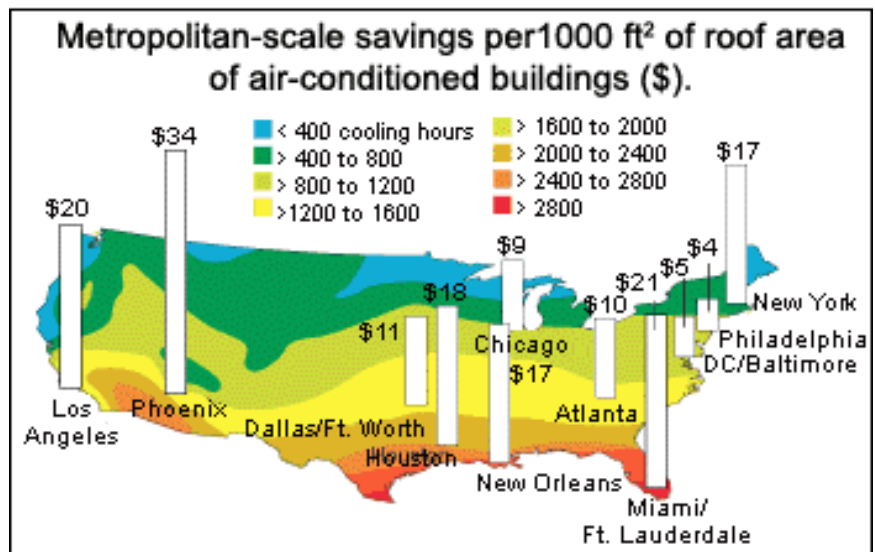 Metropolitan-scale savings per1000 ft² of roof area
of air-conditioned buildings ($).
< 400 cooling hours
> 400 to 800
> 800 to 1200
>1200 to 1600
> 1600 to 2000
> 2000 to 2400
> 2400 to 2800
> 2800
$34
$17
$20
$9
$4
$5
$21
$18
$10
$11
$17
New York
Philadelphia
DC/Baltimore
Chicago
Los
Angeles
Phoenix
Atlanta
Dallas/Ft. Worth
Houston
New Orleans
Miami/
Ft. Lauderdale